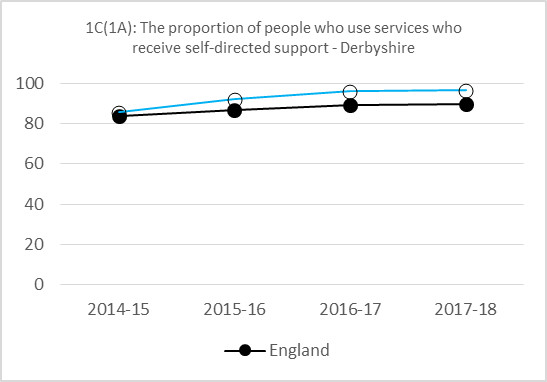 1C(1A): The proportion of people who use services who
receive self-directed support - Derbyshire
100
80
60
40
20
0
2014-15 2015-16 2016-17 2017-18
England